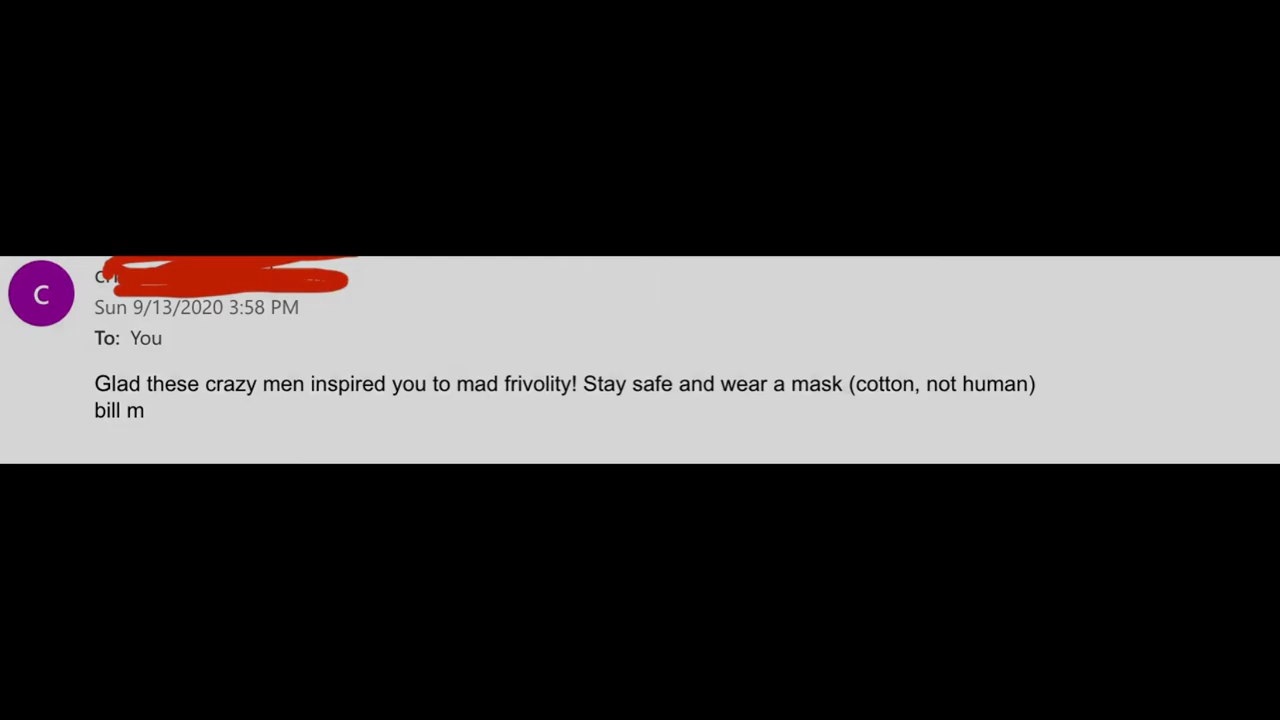 C
Sun 9/13/2020 3:58 PM
To: You
Glad these crazy men inspired you to mad frivolity! Stay safe and wear a mask (cotton, not human)
bill m